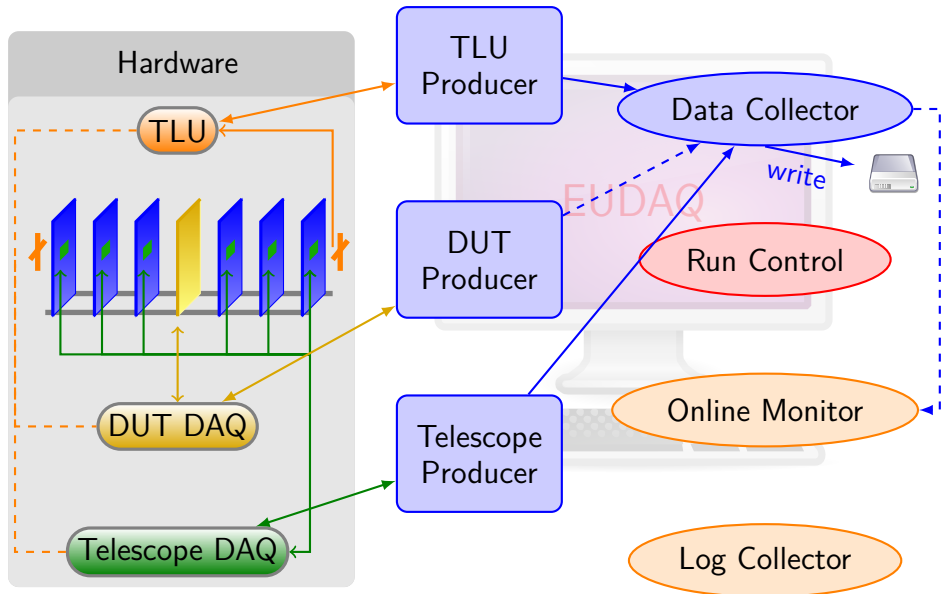 Hardware
TLU
DUT DAQ
Telescope DAQ
TLU
Producer
DUT
Producer
Telescope
Producer
Data Collector
write
EUDAQ
Run Control
Online Monitor
Log Collector